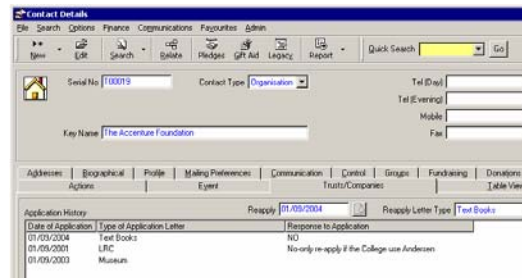 Contact Details
File Search Options Finance Communications Favourites Admin
New Edit Search Relate Pledges Gift Aid Legacy Report Quick Search Go
Serial No T00019 Contact Type Organisation Tel (Day)
Tel (Evening)
Mobile
Key Name The Accenture Foundation Fax
Addresses Biographical Profile Mailing Preferences Communication Control Groups Fundraising Donations
Actions Event Trusts/Companies Table View
Application History Reapply 01/09/2004 Reapply Letter Type Text Books
Date of Application Type of Application Letter Response to Application
01/09/2004 Text Books NO
01/09/2001 LRC No-only re-apply if the College use Andersen
01/09/2003 Museum